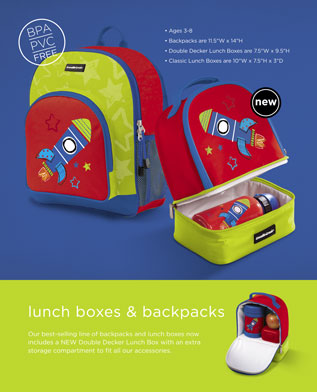 BPA
PVC
FREE
• Ages 3-8
• Backpacks are 11.5"W x 14"H
• Double Decker Lunch Boxes are 7.5"W x 9.5"H
• Classic Lunch Boxes are 10"W x 7.5"H x 3"D
new
lunch boxes & backpacks
Our best-selling line of backpacks and lunch boxes now
includes a NEW Double Decker Lunch Box with an extra
storage compartment to fit all our accessories.